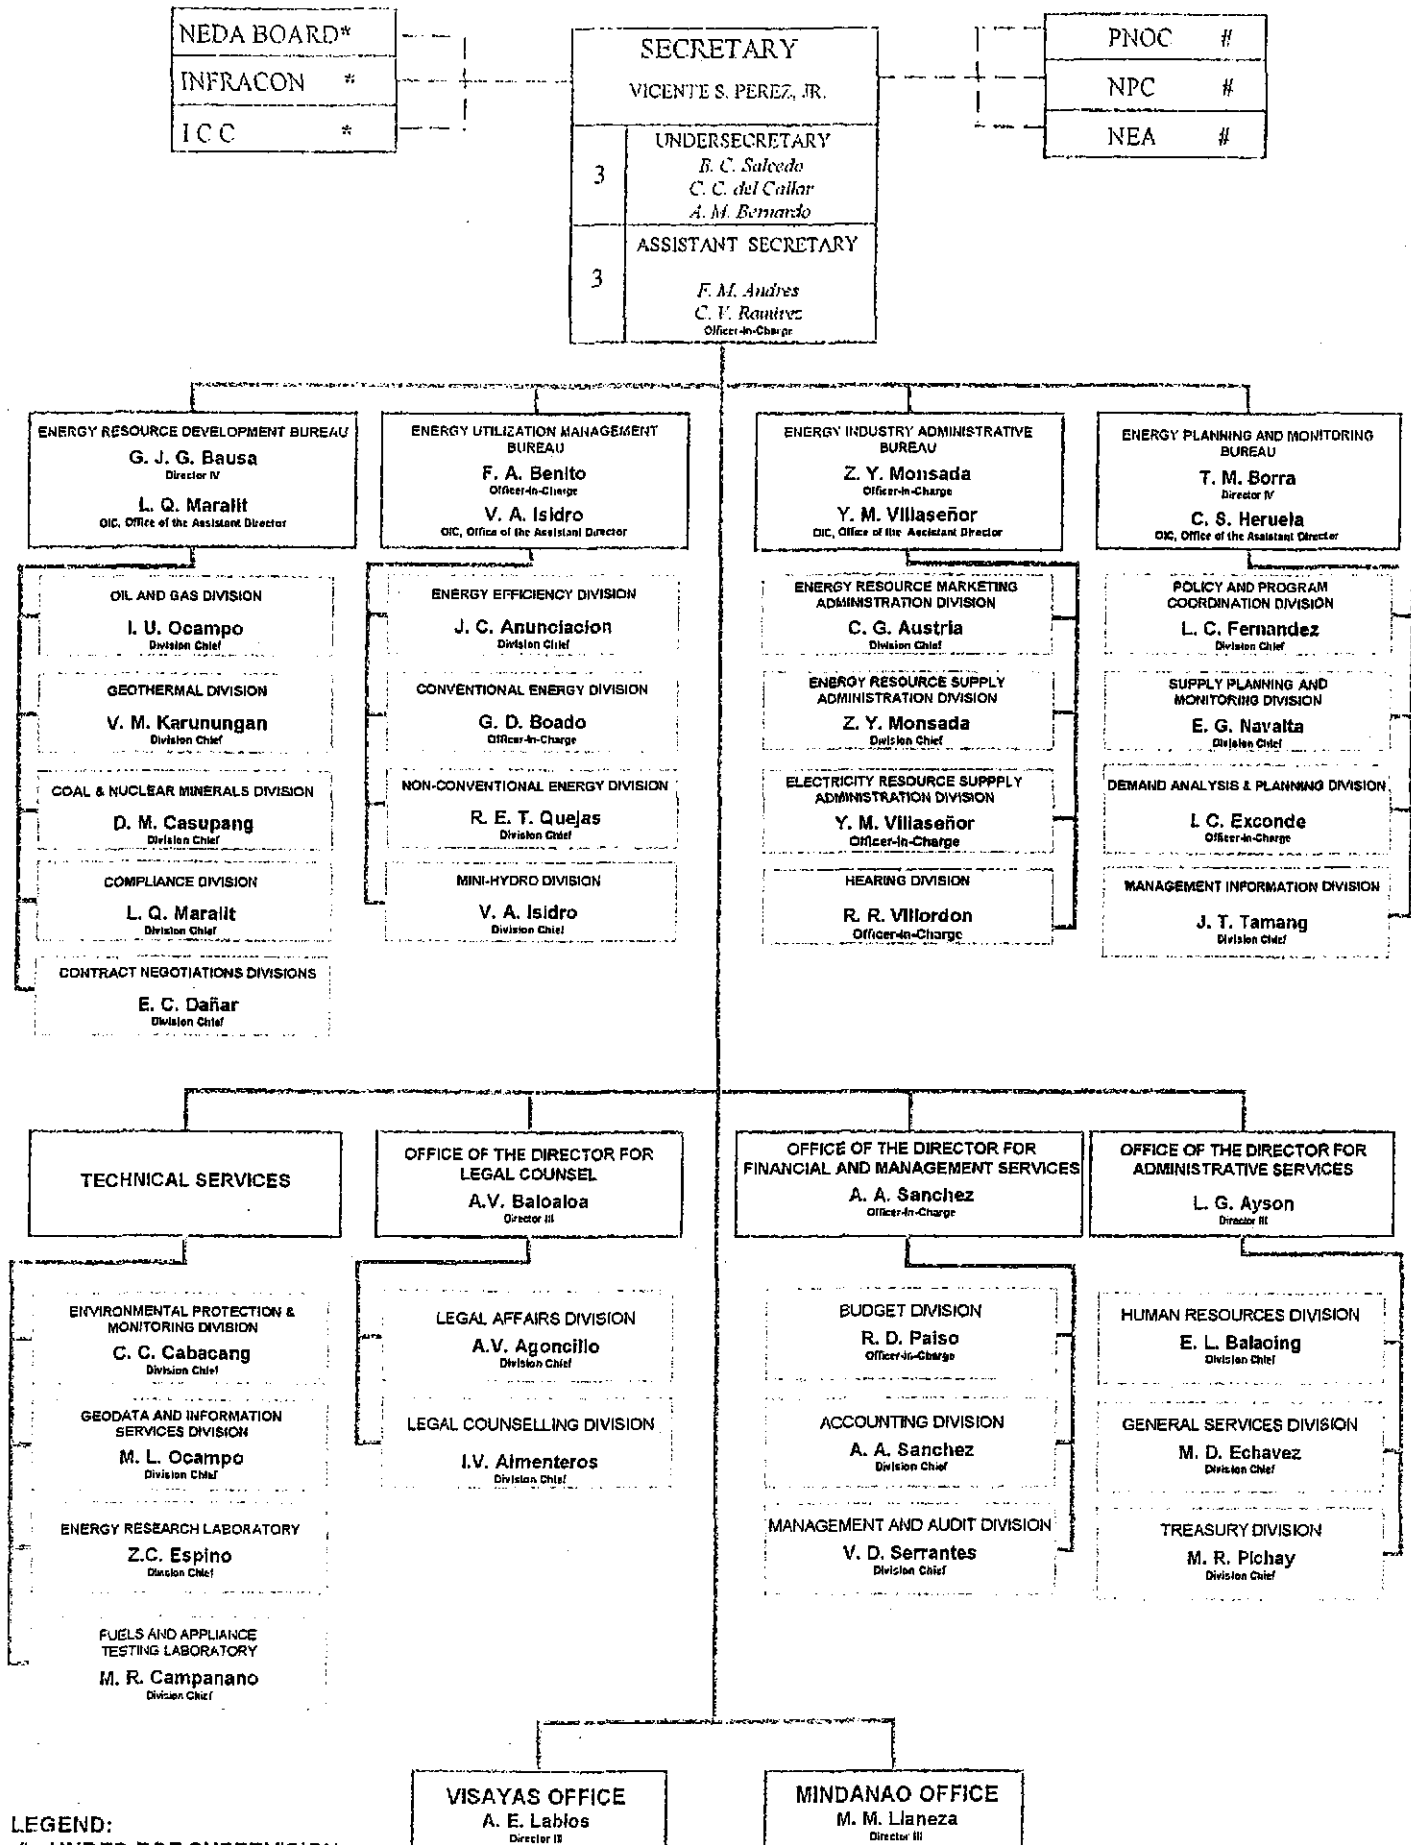 NEDA BOARD*
INFRACON *
I C C *
SECRETARY
VICENTE S. PEREZ, JR.
3
UNDERSECRETARY
B. C. Salcedo
C. C. del Callar
A. M. Bernardo
3
ASSISTANT SECRETARY
F. M. Andres
C. V. Ramirez
Officer-In-Charge
PNOC #
NPC #
NEA #
ENERGY RESOURCE DEVELOPMENT BUREAU
G. J. G. Bausa
Director IV
L. Q. Maralit
OIC, Office of the Assistant Director
ENERGY UTILIZATION MANAGEMENT
BUREAU
F. A. Benito
Officer-In-Charge
V. A. Isidro
OIC, Office of the Assistant Director
ENERGY INDUSTRY ADMINISTRATIVE
BUREAU
Z. Y. Monsada
Officer-In-Charge
Y. M. Villaseñor
OIC, Office of the Assistant Director
ENERGY PLANNING AND MONITORING
BUREAU
T. M. Borra
Director IV
C. S. Heruela
OIC, Office of the Assistant Director
OIL AND GAS DIVISION
I. U. Ocampo
Division Chief
GEOTHERMAL DIVISION
V. M. Karunungan
Division Chief
COAL & NUCLEAR MINERALS DIVISION
D. M. Casupang
Division Chief
COMPLIANCE DIVISION
L. Q. Maralit
Division Chief
CONTRACT NEGOTIATIONS DIVISIONS
E. C. Dañar
Division Chief
ENERGY EFFICIENCY DIVISION
J. C. Anunciacion
Division Chief
CONVENTIONAL ENERGY DIVISION
G. D. Boado
Officer-In-Charge
NON-CONVENTIONAL ENERGY DIVISION
R. E. T. Quejas
Division Chief
MINI-HYDRO DIVISION
V. A. Isidro
Division Chief
ENERGY RESOURCE MARKETING
ADMINISTRATION DIVISION
C. G. Austria
Division Chief
ENERGY RESOURCE SUPPLY
ADMINISTRATION DIVISION
Z. Y. Monsada
Division Chief
ELECTRICITY RESOURCE SUPPPLY
ADMINISTRATION DIVISION
Y. M. Villaseñor
Officer-In-Charge
HEARING DIVISION
R. R. Villordon
Officer-In-Charge
POLICY AND PROGRAM
COORDINATION DIVISION
L. C. Fernandez
Division Chief
SUPPLY PLANNING AND
MONITORING DIVISION
E. G. Navalta
Division Chief
DEMAND ANALYSIS & PLANNING DIVISION
I. C. Exconde
Officer-In-Charge
MANAGEMENT INFORMATION DIVISION
J. T. Tamang
Division Chief
TECHNICAL SERVICES
OFFICE OF THE DIRECTOR FOR
LEGAL COUNSEL
A.V. Baloaloa
Director III
OFFICE OF THE DIRECTOR FOR
FINANCIAL AND MANAGEMENT SERVICES
A. A. Sanchez
Officer-In-Charge
OFFICE OF THE DIRECTOR FOR
ADMINISTRATIVE SERVICES
L. G. Ayson
Director III
ENVIRONMENTAL PROTECTION &
MONITORING DIVISION
C. C. Cabacang
Division Chief
GEODATA AND INFORMATION
SERVICES DIVISION
M. L. Ocampo
Division Chief
ENERGY RESEARCH LABORATORY
Z.C. Espino
Division Chief
FUELS AND APPLIANCE
TESTING LABORATORY
M. R. Campanano
Division Chief
LEGAL AFFAIRS DIVISION
A.V. Agoncillo
Division Chief
LEGAL COUNSELLING DIVISION
I.V. Almenteros
Division Chief
BUDGET DIVISION
R. D. Paiso
Officer-In-Charge
ACCOUNTING DIVISION
A. A. Sanchez
Division Chief
MANAGEMENT AND AUDIT DIVISION
V. D. Serrantes
Division Chief
HUMAN RESOURCES DIVISION
E. L. Balaoing
Division Chief
GENERAL SERVICES DIVISION
M. D. Echavez
Division Chief
TREASURY DIVISION
M. R. Pichay
Division Chief
VISAYAS OFFICE
A. E. Labios
Director III
MINDANAO OFFICE
M. M. Llaneza
Director III
LEGEND: